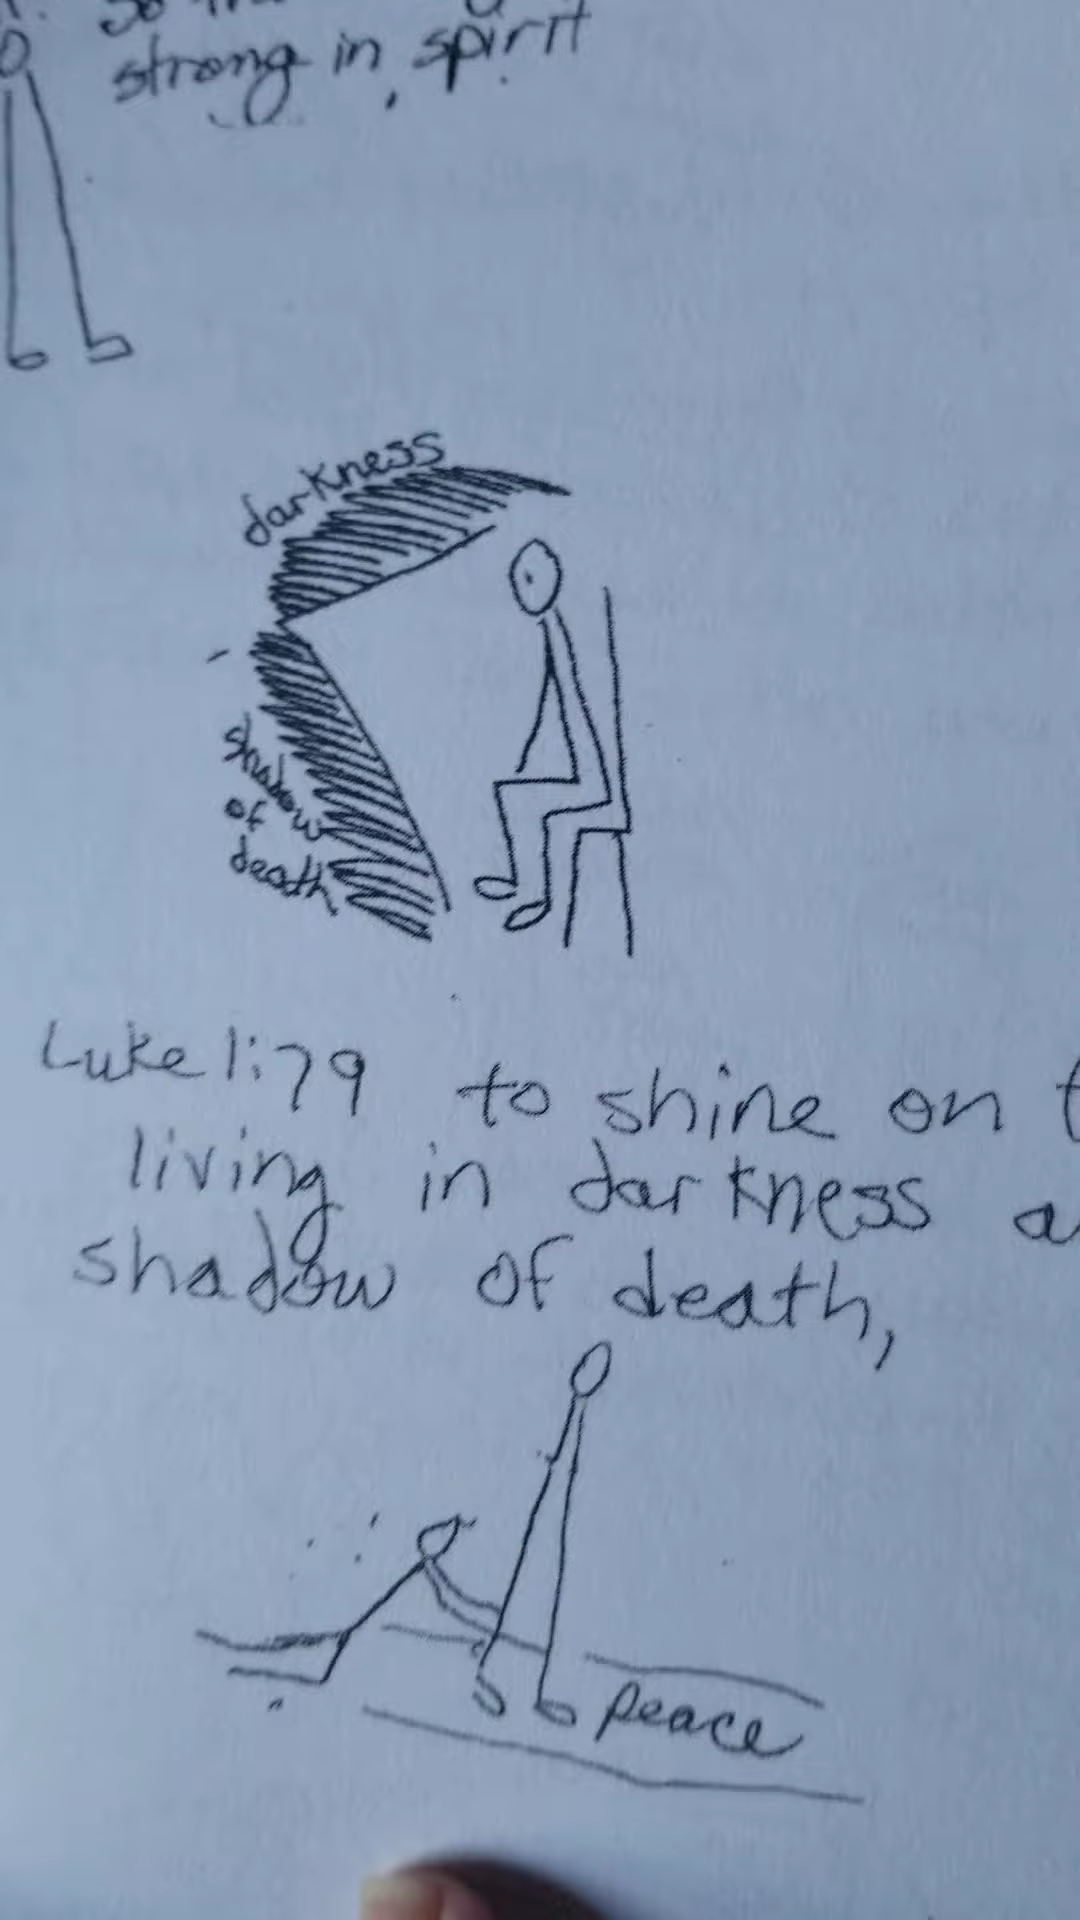 strong in spirit
darkness
shadow
of
death
Luke 1:79 to shine on
living in darkness
shadow of death,
peace